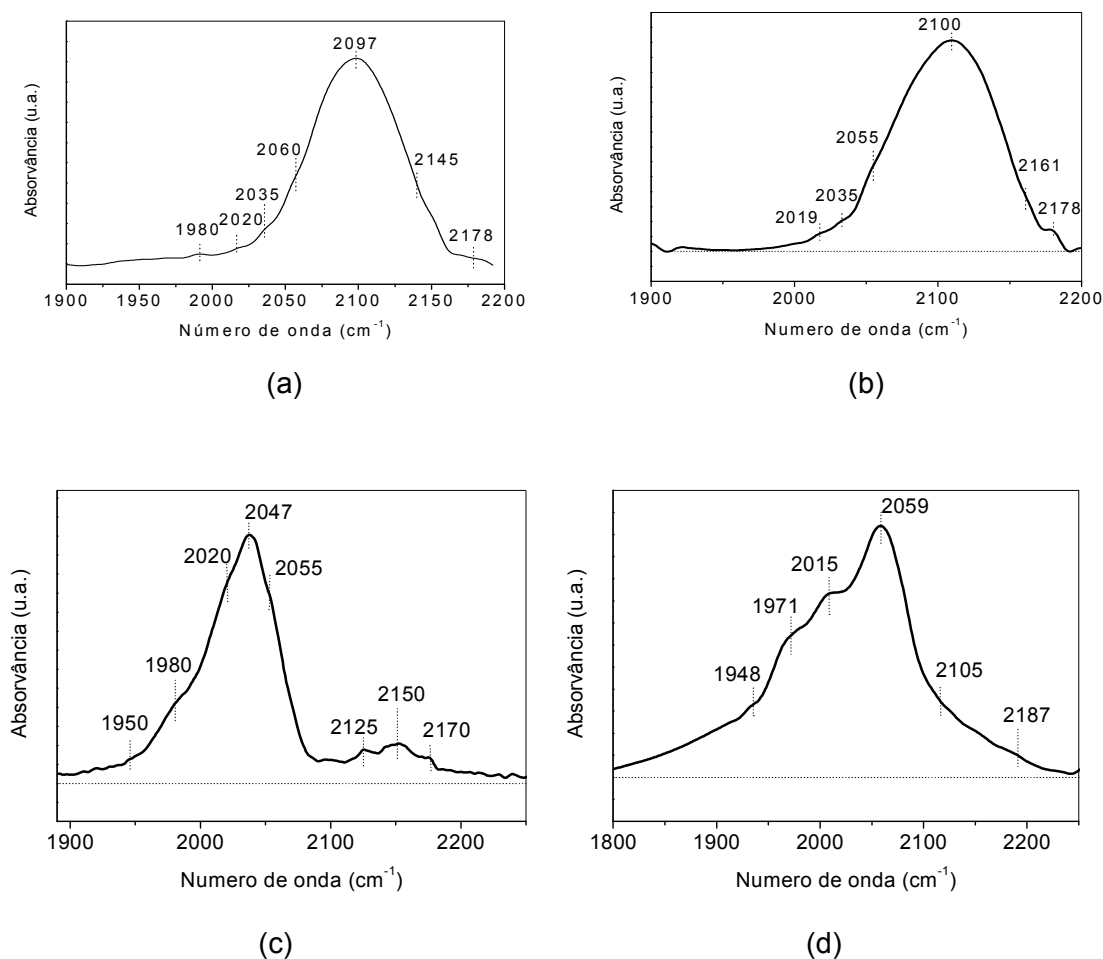 2097
2060
2145
2035
2020
1980
2178
1900 1950 2000 2050 2100 2150 2200
Número de onda (cm-1)
Absorvância (u.a.)
(a)
2100
2055
2161
2035
2019
2178
1900 2000 2100 2200
Numero de onda (cm-1)
Absorvância (u.a.)
(b)
2047
2020
2055
1980
2150
1950
2125
2170
1900 2000 2100 2200
Numero de onda (cm-1)
Absorvância (u.a.)
(c)
2059
2015
1971
1948
2105
2187
1800 1900 2000 2100 2200
Numero de onda (cm-1)
Absorvância (u.a.)
(d)